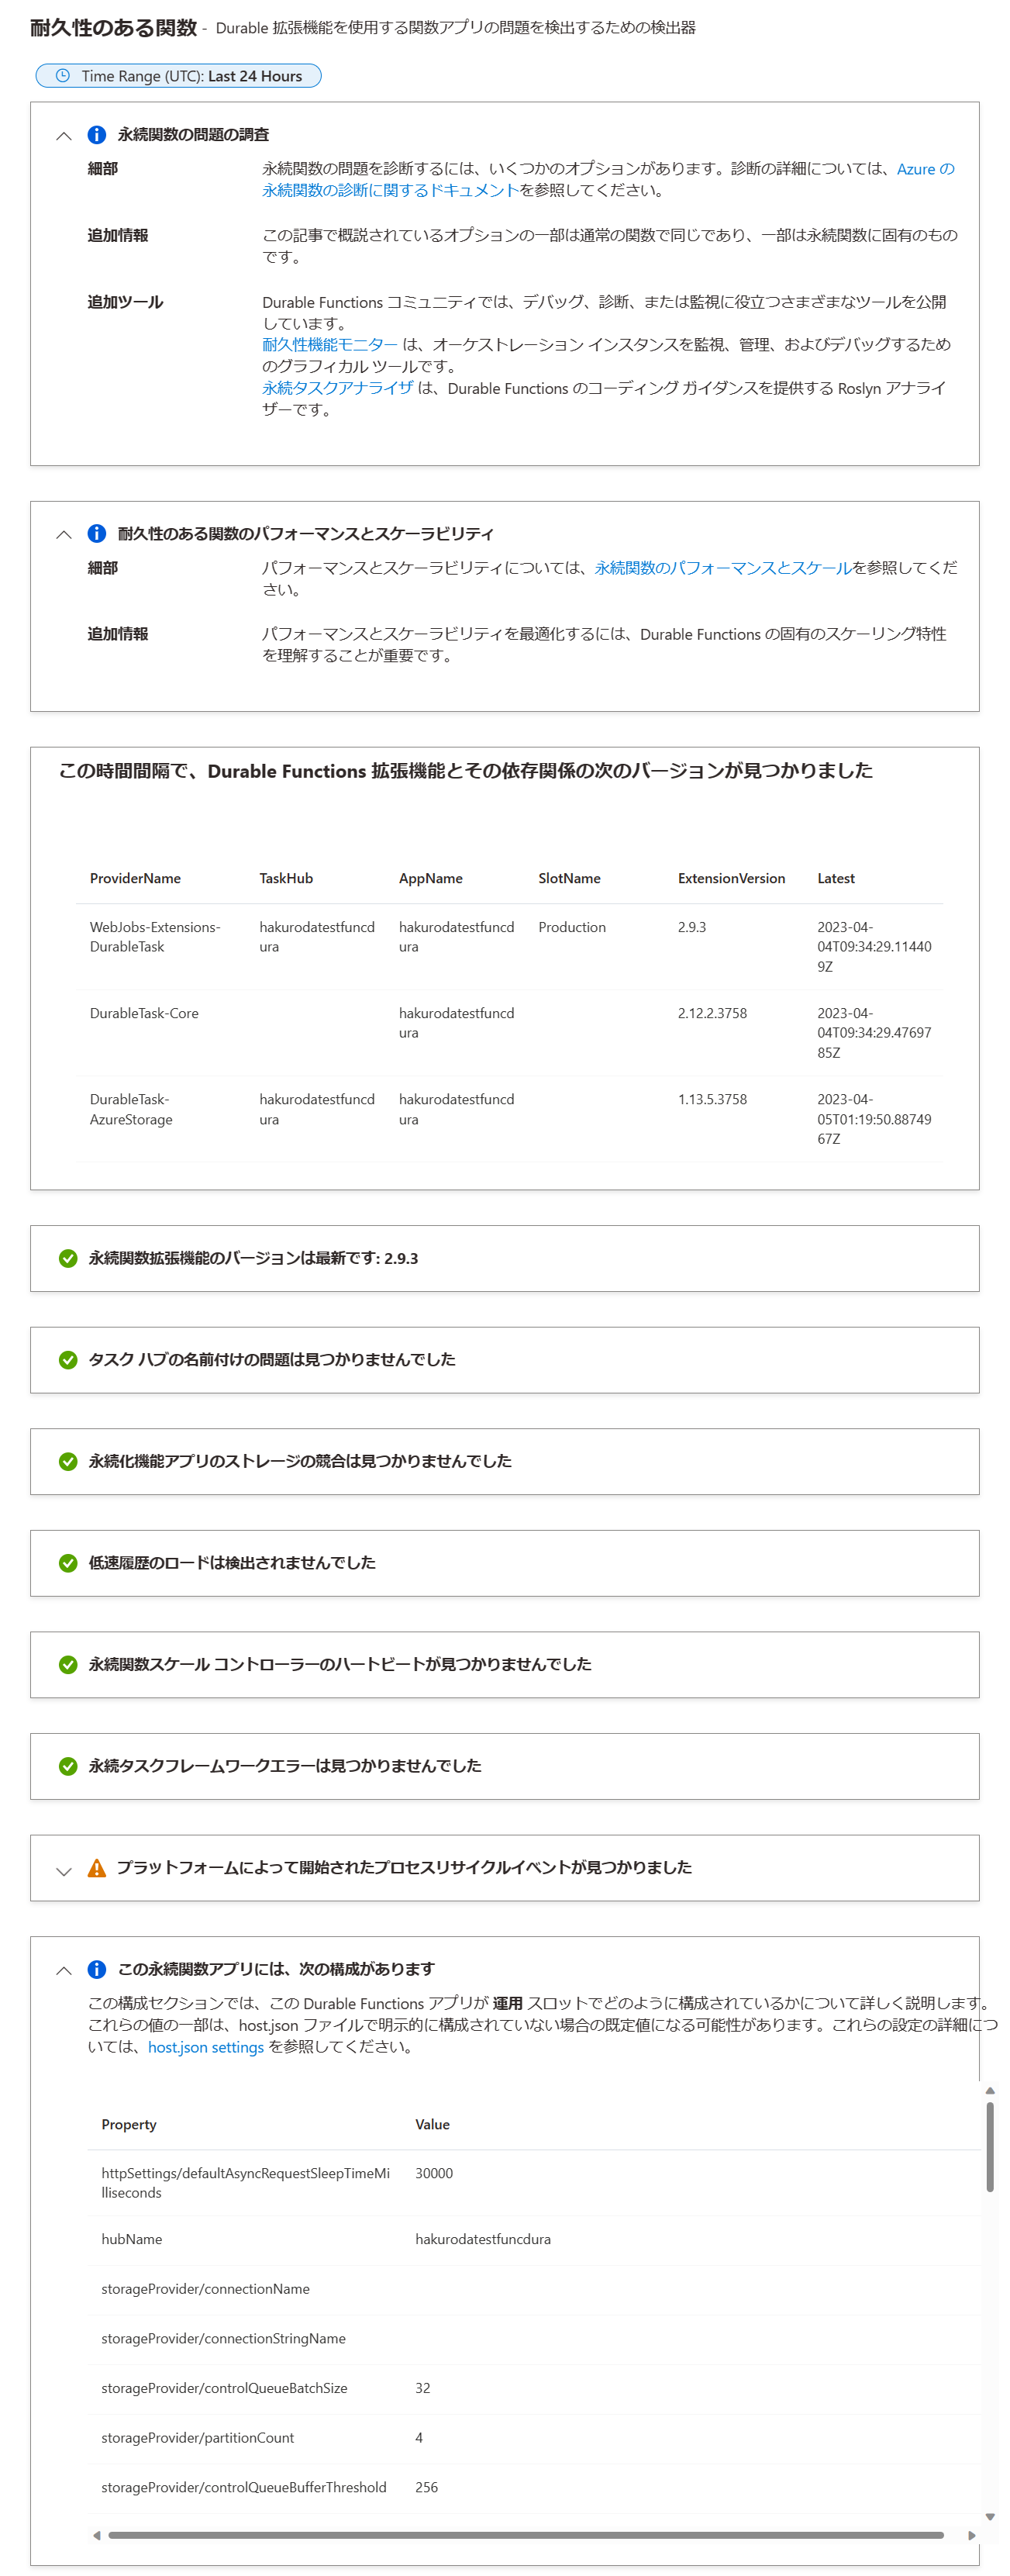 耐久性のある関数 - Durable 拡張機能を使用する関数アプリの問題を検出するための検出器
Time Range (UTC): Last 24 Hours
永続関数の問題の調査
細部
永続関数の問題を診断するには、いくつかのオプションがあります。診断の詳細については、Azure の
永続関数の診断に関するドキュメントを参照してください。
追加情報
この記事で概説されているオプションの一部は通常の関数で同じであり、一部は永続関数に固有のもの
です。
追加ツール
Durable Functions コミュニティでは、デバッグ、診断、または監視に役立つさまざまなツールを公開
しています。
耐久性機能モニター は、オーケストレーション インスタンスを監視、管理、およびデバッグするため
のグラフィカル ツールです。
永続タスクアナライザ は、Durable Functions のコーディング ガイダンスを提供する Roslyn アナライ
ザーです。
耐久性のある関数のパフォーマンスとスケーラビリティ
細部
パフォーマンスとスケーラビリティについては、永続関数のパフォーマンスとスケールを参照してくだ
さい。
追加情報
パフォーマンスとスケーラビリティを最適化するには、Durable Functions の固有のスケーリング特性
を理解することが重要です。
この時間間隔で、Durable Functions 拡張機能とその依存関係の次のバージョンが見つかりました
ProviderName TaskHub AppName SlotName ExtensionVersion Latest
WebJobs-Extensions- hakurodatestfuncd hakurodatestfuncd Production 2.9.3 2023-04-
DurableTask ura ura 04T09:34:29.11440
9Z
DurableTask-Core hakurodatestfuncd 2.12.2.3758 2023-04-
ura 04T09:34:29.47697
85Z
DurableTask- hakurodatestfuncd hakurodatestfuncd 1.13.5.3758 2023-04-
AzureStorage ura ura 05T01:19:50.88749
67Z
永続関数拡張機能のバージョンは最新です: 2.9.3
タスク ハブの名前付けの問題は見つかりませんでした
永続化機能アプリのストレージの競合は見つかりませんでした
低速履歴のロードは検出されませんでした
永続関数スケール コントローラーのハートビートが見つかりませんでした
永続タスクフレームワークエラーは見つかりませんでした
プラットフォームによって開始されたプロセスリサイクルイベントが見つかりました
この永続関数アプリには、次の構成があります
この構成セクションでは、この Durable Functions アプリが 運用 スロットでどのように構成されているかについて詳しく説明します。
これらの値の一部は、host.json ファイルで明示的に構成されていない場合の既定値になる可能性があります。これらの設定の詳細につ
いては、host.json settings を参照してください。
Property Value
httpSettings/defaultAsyncRequestSleepTimeMi 30000
lliseconds
hubName hakurodatestfuncdura
storageProvider/connectionName
storageProvider/connectionStringName
storageProvider/controlQueueBatchSize 32
storageProvider/partitionCount 4
storageProvider/controlQueueBufferThreshold 256